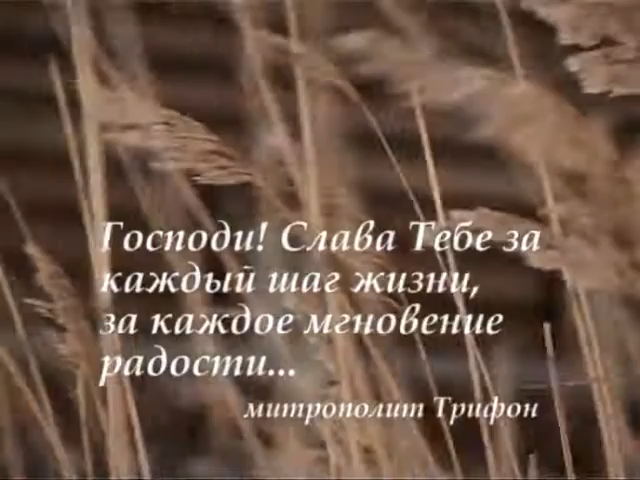 Господи! Слава Тебе за
каждый шаг жизни,
за каждое мгновение
радости...
митрополит Трифон